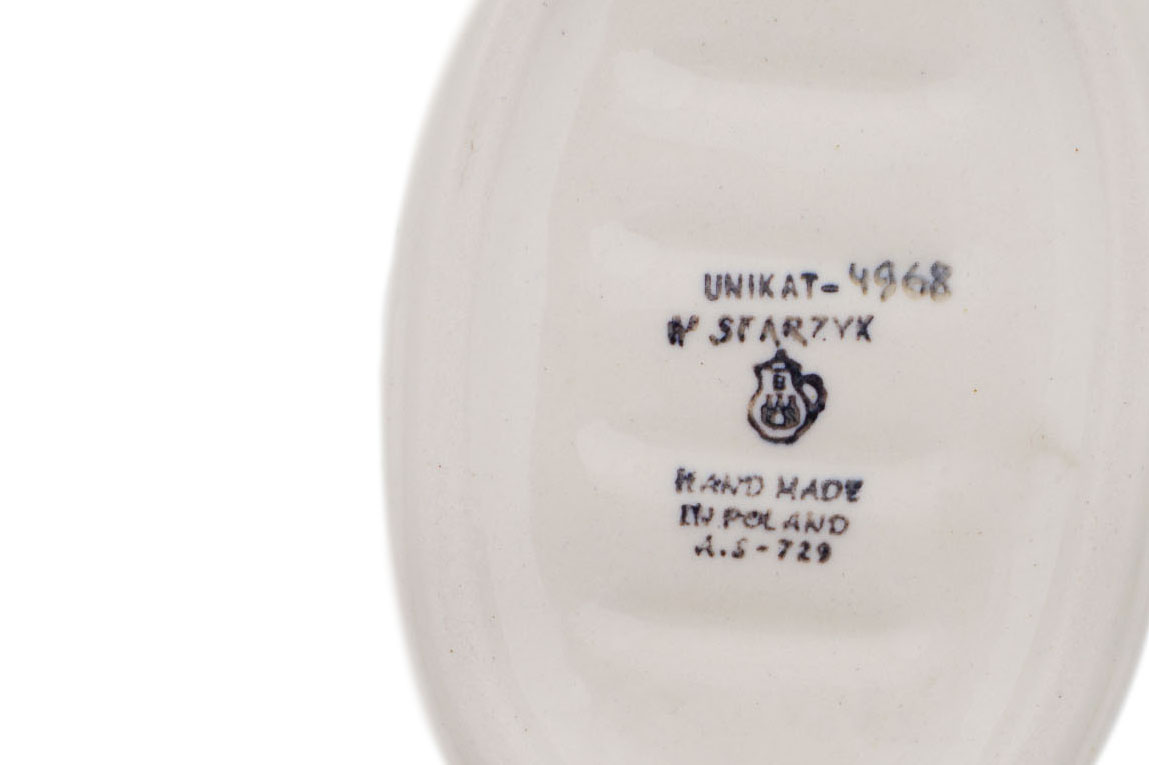 UNIKAT-4968
W STARZYK
HAND MADE
IN POLAND
A.S-729